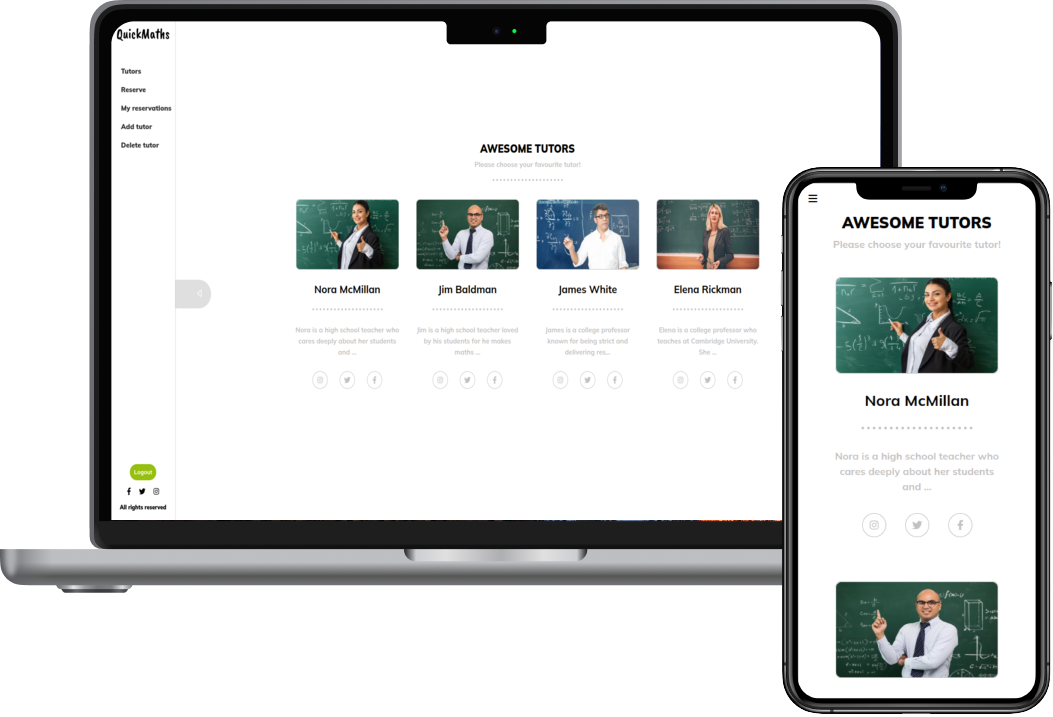 QuickMaths
Tutors
Reserve
My reservations
Add tutor
Delete tutor
Logout
All rights reserved
AWESOME TUTORS
Please choose your favourite tutor!
Nora McMillan
Nora is a high school teacher who
cares deeply about her students
and ...
Jim Baldman
Jim is a high school teacher loved
by his students for he makes
maths ...
James White
James is a college professor
known for being strict and
delivering res...
Elena Rickman
Elena is a college professor who
teaches at Cambridge University.
She ...
AWESOME TUTORS
Please choose your favourite tutor!
Nora McMillan
Nora is a high school teacher who
cares deeply about her students
and ...